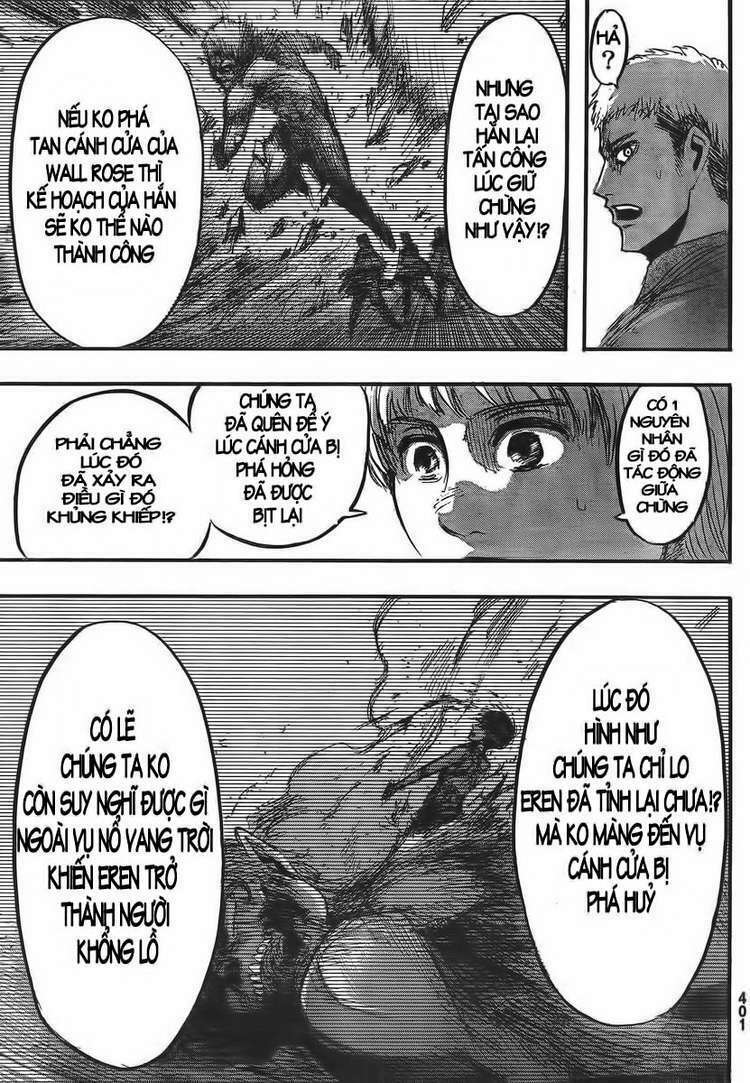 HẢ
?
NHƯNG
TẠI SAO
HẮN LẠI
TẤN CÔNG
LÚC GIỮ
CHỪNG
NHƯ VẬY!?
NẾU KO PHÁ
TAN CÁNH CỬA CỦA
WALL ROSE THÌ
KẾ HOẠCH CỦA HẮN
SẼ KO THỂ NÀO
THÀNH CÔNG
CÓ 1
NGUYÊN
NHÂN
GÌ ĐÓ ĐÃ
TÁC ĐỘNG
GIỮA
CHỪNG
CHÚNG TA
ĐÃ QUÊN ĐỂ Ý
LÚC CÁNH CỬA BỊ
PHÁ HỎNG
ĐÃ ĐƯỢC
BỊT LẠI
PHẢI CHẲNG
LÚC ĐÓ
ĐÃ XẢY RA
ĐIỀU GÌ ĐÓ
KHỦNG KHIẾP!?
LÚC ĐÓ
HÌNH NHƯ
CHÚNG TA CHỈ LO
EREN ĐÃ TỈNH LẠI CHƯA!?
MÀ KO MÀNG ĐẾN VỤ
CÁNH CỬA BỊ
PHÁ HUỶ
CÓ LẼ
CHÚNG TA KO
CÒN SUY NGHĨ ĐƯỢC GÌ
NGOÀI VỤ NỔ VANG TRỜI
KHIẾN EREN TRỞ
THÀNH NGƯỜI
KHỔNG LỒ
401